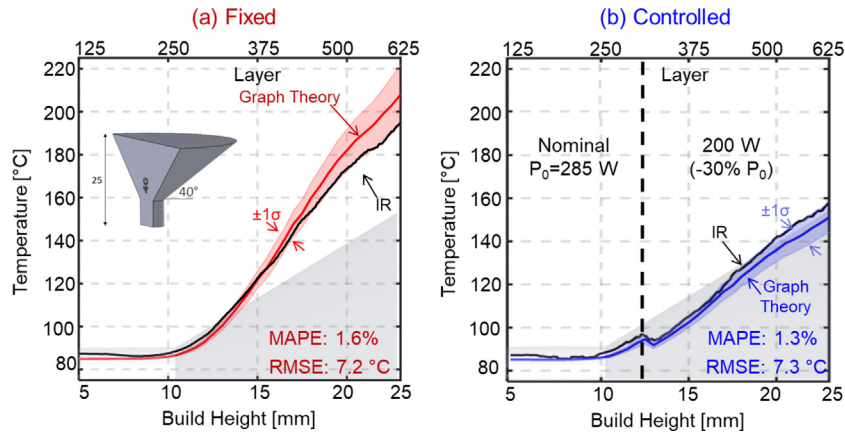 (a) Fixed
125 250 375 500 625
Layer
Graph Theory
220
200
180
160
140
120
100
80
Temperature [°C]
25
40
40°
±1σ
IR
MAPE: 1.6%
RMSE: 7.2 °C
5 10 15 20 25
Build Height [mm]
(b) Controlled
125 250 375 500 625
Layer
220
200
180
160
140
120
100
80
Temperature [°C]
Nominal
P₀=285 W
200 W
(-30% P₀)
±1σ
IR
Graph
Theory
MAPE: 1.3%
RMSE: 7.3 °C
5 10 15 20 25
Build Height [mm]